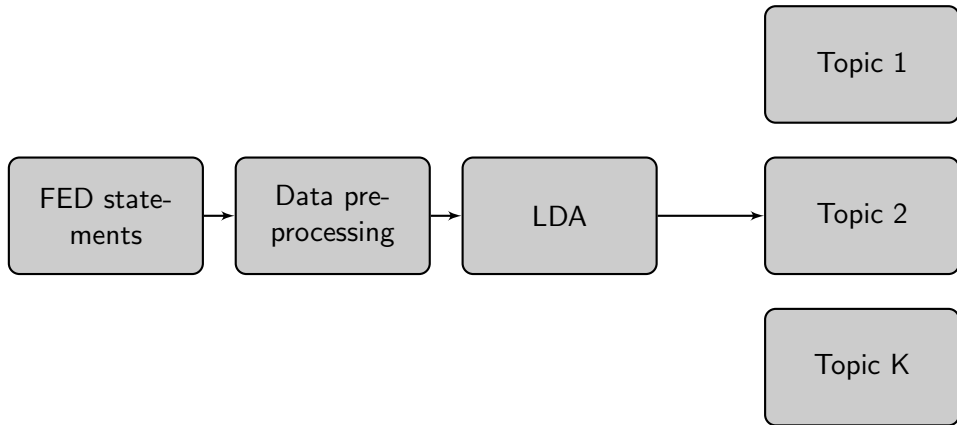 Topic 1
FED state-
ments
Data pre-
processing
LDA
Topic 2
Topic K